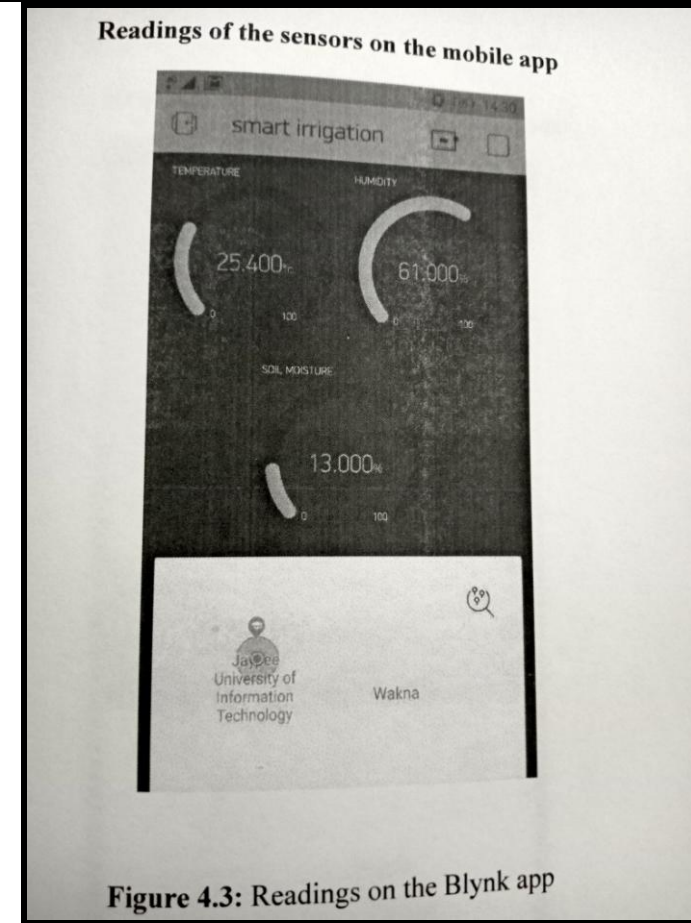 Readings of the sensors on the mobile app
14:30
smart irrigation
TEMPERATURE
HUMIDITY
25.400°C
61.000%
0 100
0 100
SOIL MOISTURE
13.000%
0 100
Jaypee
University of
Information
Technology
Wakna
Figure 4.3: Readings on the Blynk app